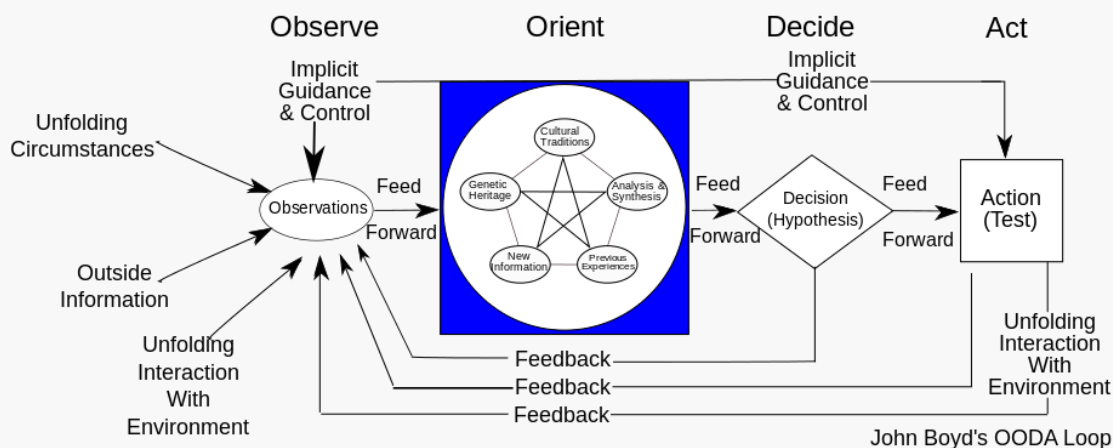 Observe
Orient
Decide
Act
Implicit
Guidance
& Control
Implicit
Guidance
& Control
Unfolding
Circumstances
Observations
Outside
Information
Unfolding
Interaction
With
Environment
Feed
Forward
Cultural
Traditions
Genetic
Heritage
Analysis &
Synthesis
New
Information
Previous
Experiences
Feed
Forward
Decision
(Hypothesis)
Feed
Forward
Action
(Test)
Unfolding
Interaction
With
Environment
Feedback
Feedback
Feedback
John Boyd's OODA Loop